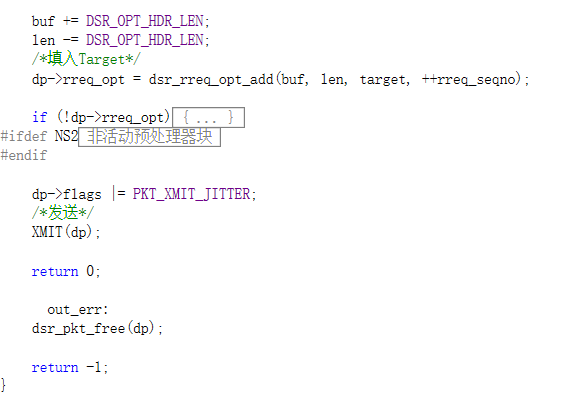 buf += DSR_OPT_HDR_LEN;
len -= DSR_OPT_HDR_LEN;
/*填入Target*/
dp->rreq_opt = dsr_rreq_opt_add(buf, len, target, ++rreq_seqno);
if (!dp->rreq_opt) { ... }
#ifdef NS2 非活动预处理器块
#endif
dp->flags |= PKT_XMIT_JITTER;
/*发送*/
XMIT(dp);
return 0;
out_err:
dsr_pkt_free(dp);
return -1;
}